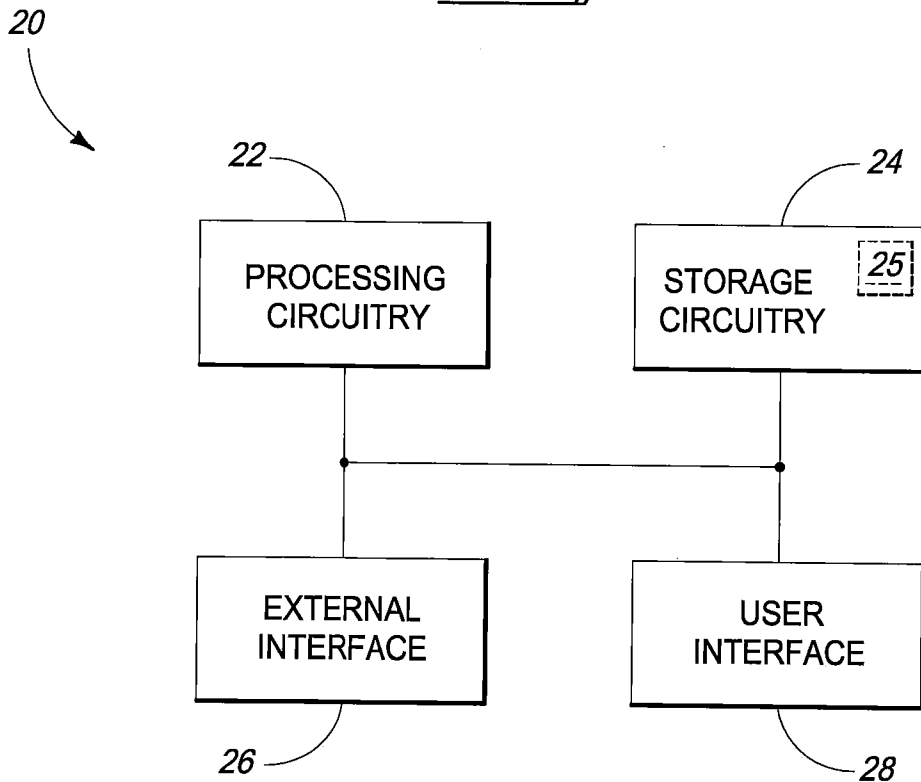 20
22
24
PROCESSING
CIRCUITRY
25
STORAGE
CIRCUITRY
EXTERNAL
INTERFACE
USER
INTERFACE
26
28